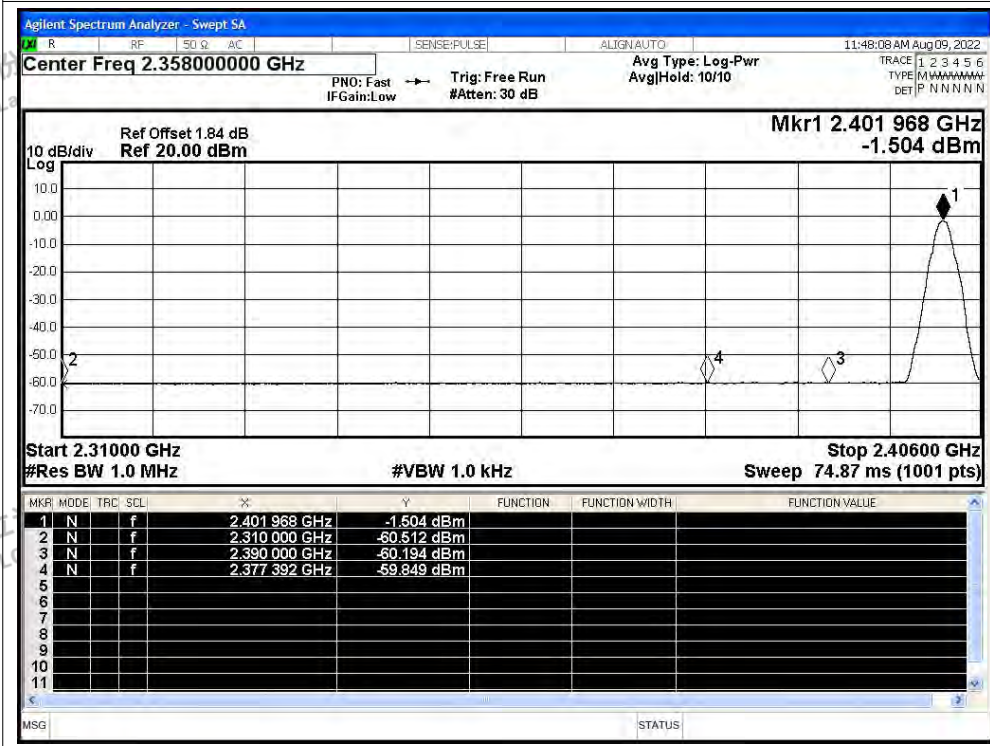 Agilent Spectrum Analyzer - Swept SA
LXI R RF 50 Ω AC SENSE:PULSE ALIGN AUTO 11:48:08 AM Aug 09, 2022
Center Freq 2.358000000 GHz
PNO: Fast
IFGain:Low
Trig: Free Run
#Atten: 30 dB
Avg Type: Log-Pwr
Avg|Hold: 10/10
TRACE 1 2 3 4 5 6
TYPE M
DET P N N N N N
Mkr1 2.401 968 GHz
-1.504 dBm
Ref Offset 1.84 dB
10 dB/div Ref 20.00 dBm
Log
10.0
0.00
-10.0
-20.0
-30.0
-40.0
-50.0
-60.0
-70.0
1
2
4
3
Start 2.31000 GHz Stop 2.40600 GHz
#Res BW 1.0 MHz #VBW 1.0 kHz Sweep 74.87 ms (1001 pts)
MKR MODE TRC SCL X Y FUNCTION FUNCTION WIDTH FUNCTION VALUE
1 N f 2.401 968 GHz -1.504 dBm
2 N f 2.310 000 GHz -60.512 dBm
3 N f 2.390 000 GHz -60.194 dBm
4 N f 2.377 392 GHz -59.849 dBm
5
6
7
8
9
10
11
MSG STATUS